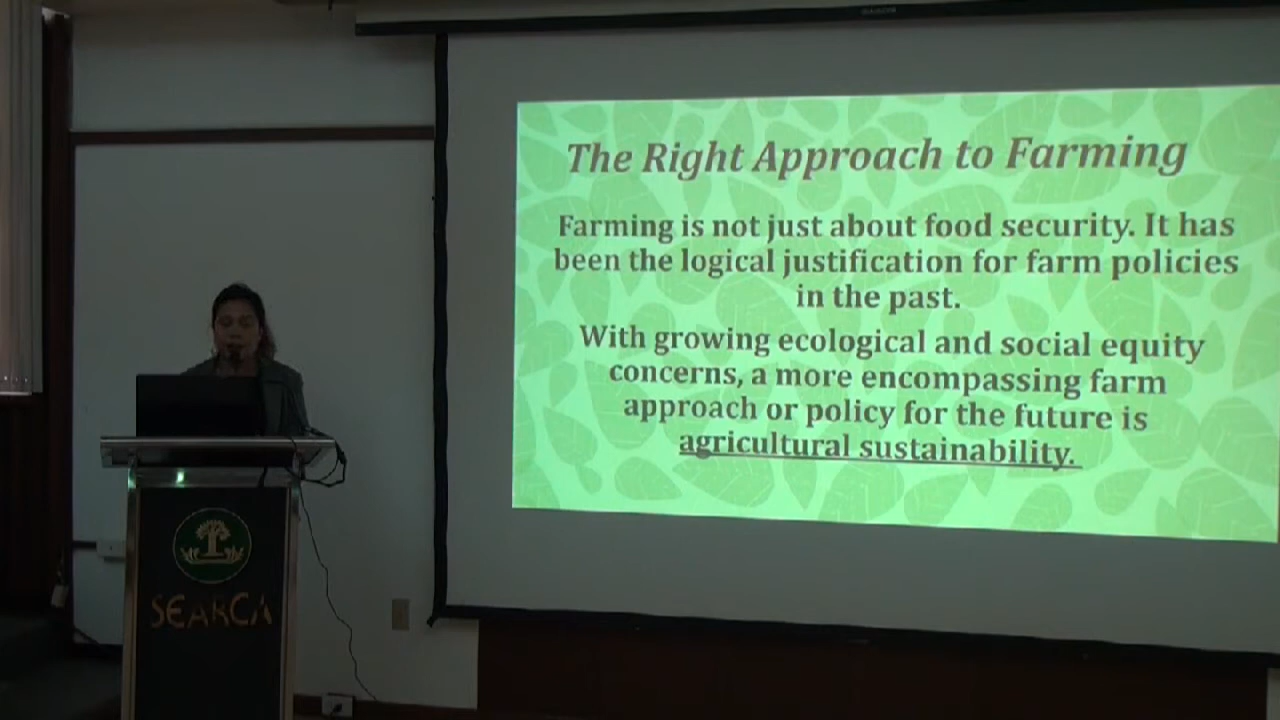 The Right Approach to Farming
Farming is not just about food security. It has
been the logical justification for farm policies
in the past.
With growing ecological and social equity
concerns, a more encompassing farm
approach or policy for the future is
agricultural sustainability.
SEARCA